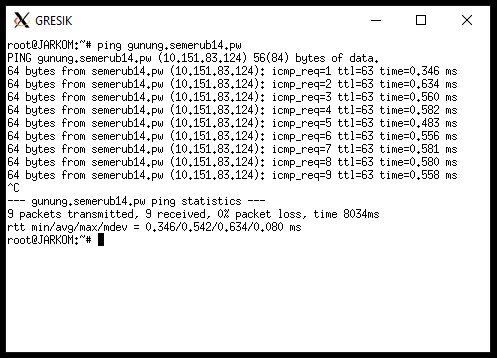 GRESIK
root@JARKOM:~# ping gunung.semerub14.pw
PING gunung.semerub14.pw (10.151.83.124) 56(84) bytes of data.
64 bytes from semerub14.pw (10.151.83.124): icmp_req=1 ttl=63 time=0.346 ms
64 bytes from semerub14.pw (10.151.83.124): icmp_req=2 ttl=63 time=0.634 ms
64 bytes from semerub14.pw (10.151.83.124): icmp_req=3 ttl=63 time=0.560 ms
64 bytes from semerub14.pw (10.151.83.124): icmp_req=4 ttl=63 time=0.582 ms
64 bytes from semerub14.pw (10.151.83.124): icmp_req=5 ttl=63 time=0.483 ms
64 bytes from semerub14.pw (10.151.83.124): icmp_req=6 ttl=63 time=0.556 ms
64 bytes from semerub14.pw (10.151.83.124): icmp_req=7 ttl=63 time=0.581 ms
64 bytes from semerub14.pw (10.151.83.124): icmp_req=8 ttl=63 time=0.580 ms
64 bytes from semerub14.pw (10.151.83.124): icmp_req=9 ttl=63 time=0.558 ms
^C
--- gunung.semerub14.pw ping statistics ---
9 packets transmitted, 9 received, 0% packet loss, time 8034ms
rtt min/avg/max/mdev = 0.346/0.542/0.634/0.080 ms
root@JARKOM:~#